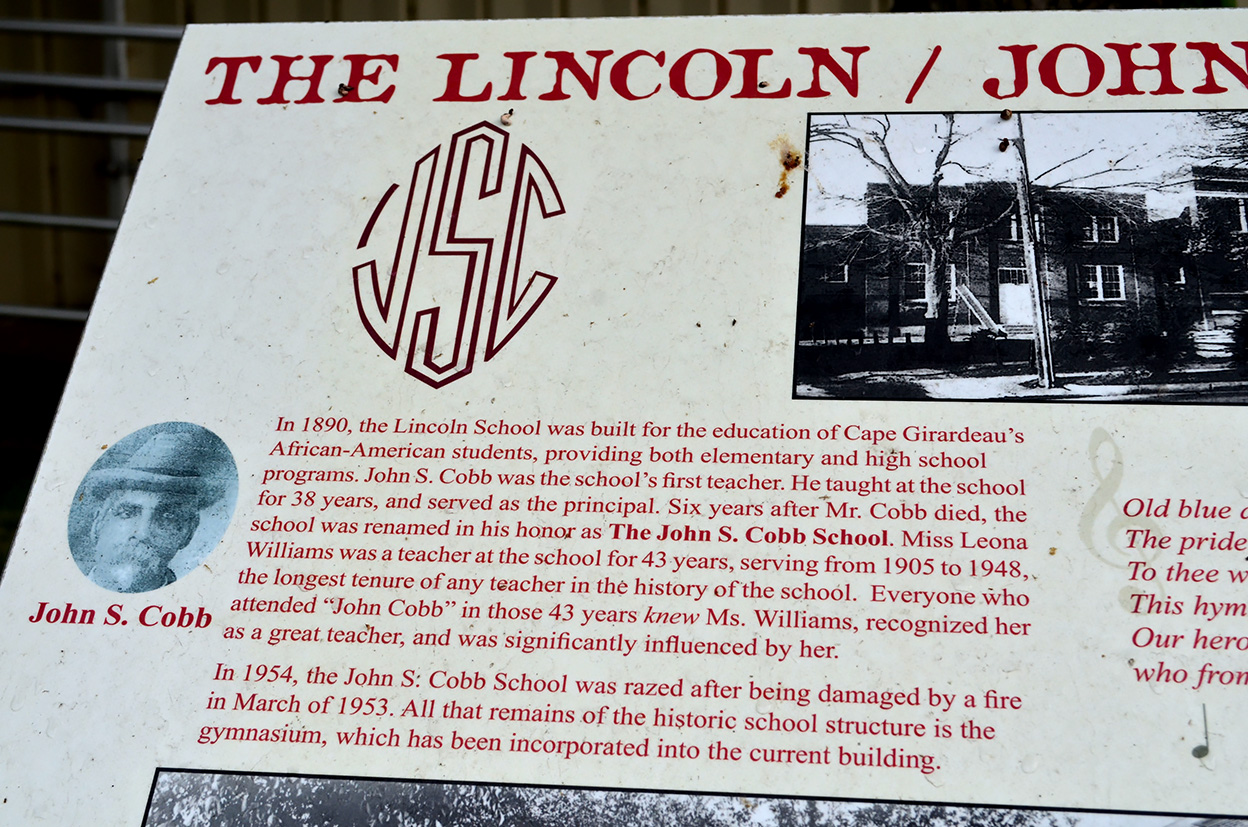 THE LINCOLN / JOHN
JSC
In 1890, the Lincoln School was built for the education of Cape Girardeau's
African-American students, providing both elementary and high school
programs. John S. Cobb was the school's first teacher. He taught at the school
for 38 years, and served as the principal. Six years after Mr. Cobb died, the
school was renamed in his honor as The John S. Cobb School. Miss Leona
Williams was a teacher at the school for 43 years, serving from 1905 to 1948,
the longest tenure of any teacher in the history of the school. Everyone who
attended “John Cobb” in those 43 years knew Ms. Williams, recognized her
as a great teacher, and was significantly influenced by her.
John S. Cobb
In 1954, the John S. Cobb School was razed after being damaged by a fire
in March of 1953. All that remains of the historic school structure is the
gymnasium, which has been incorporated into the current building.
Old blue
The pride
To thee
This
Our
who from